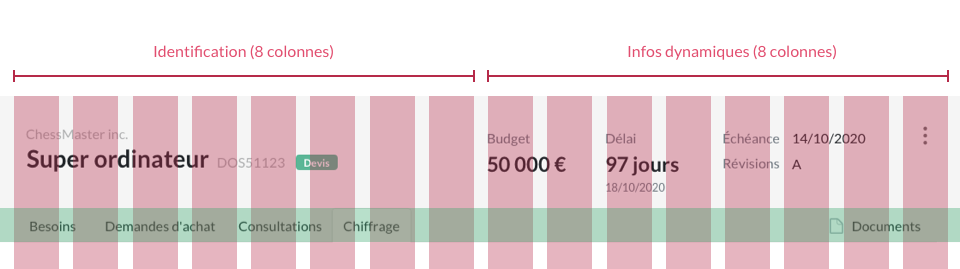 Identification (8 colonnes)
Infos dynamiques (8 colonnes)
ChessMaster inc.
Super ordinateur DOS51123 Devis
Budget
50 000 €
Délai
97 jours
18/10/2020
Échéance 14/10/2020
Révisions A
Besoins Demandes d'achat Consultations Chiffrage Documents